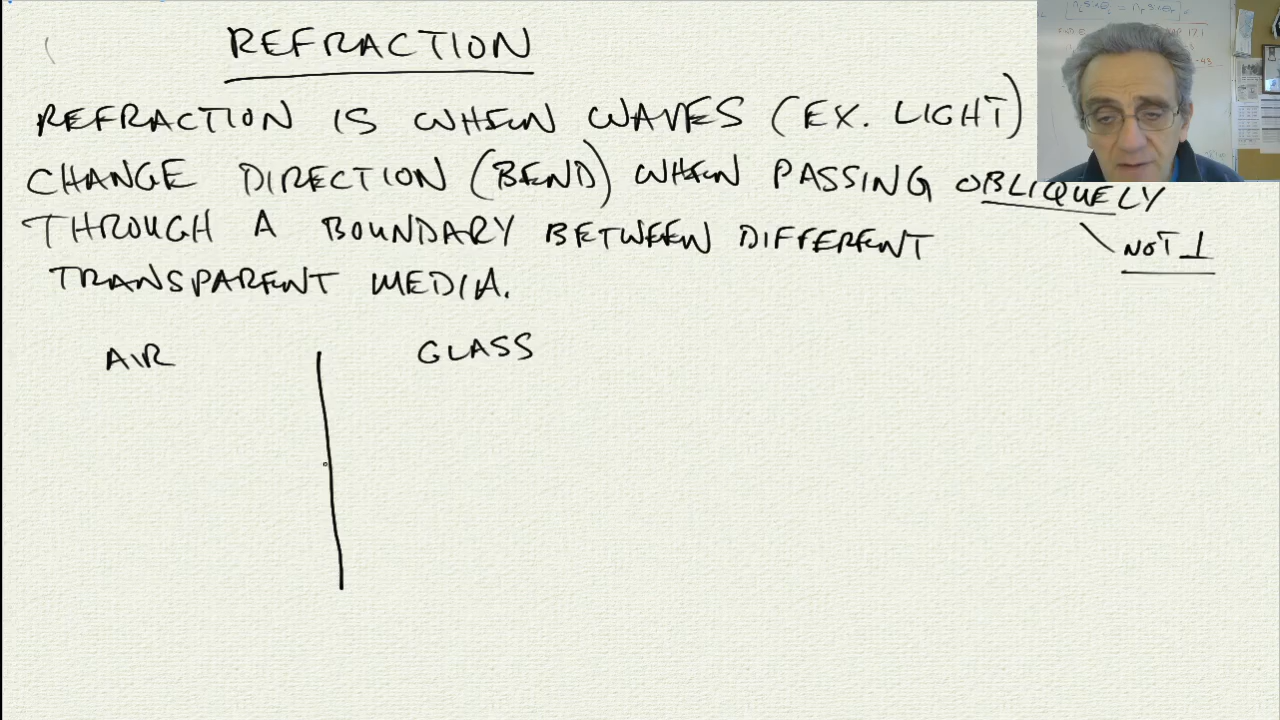 REFRACTION
REFRACTION IS WHEN WAVES (EX. LIGHT)
CHANGE DIRECTION (BEND) WHEN PASSING OBLIQUELY
THROUGH A BOUNDARY BETWEEN DIFFERENT
NOT ⊥
TRANSPARENT MEDIA.
AIR
GLASS